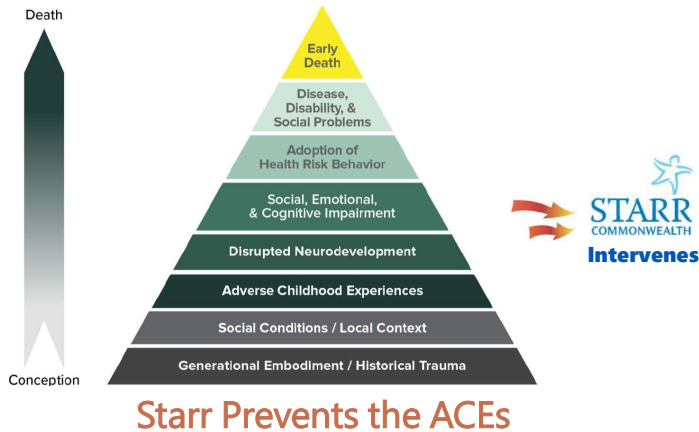 Death
Early
Death
Disease,
Disability, &
Social Problems
Adoption of
Health Risk Behavior
Social, Emotional,
& Cognitive Impairment
Disrupted Neurodevelopment
Adverse Childhood Experiences
Social Conditions / Local Context
Generational Embodiment / Historical Trauma
Conception
STARR
COMMONWEALTH
Intervenes
Starr Prevents the ACEs